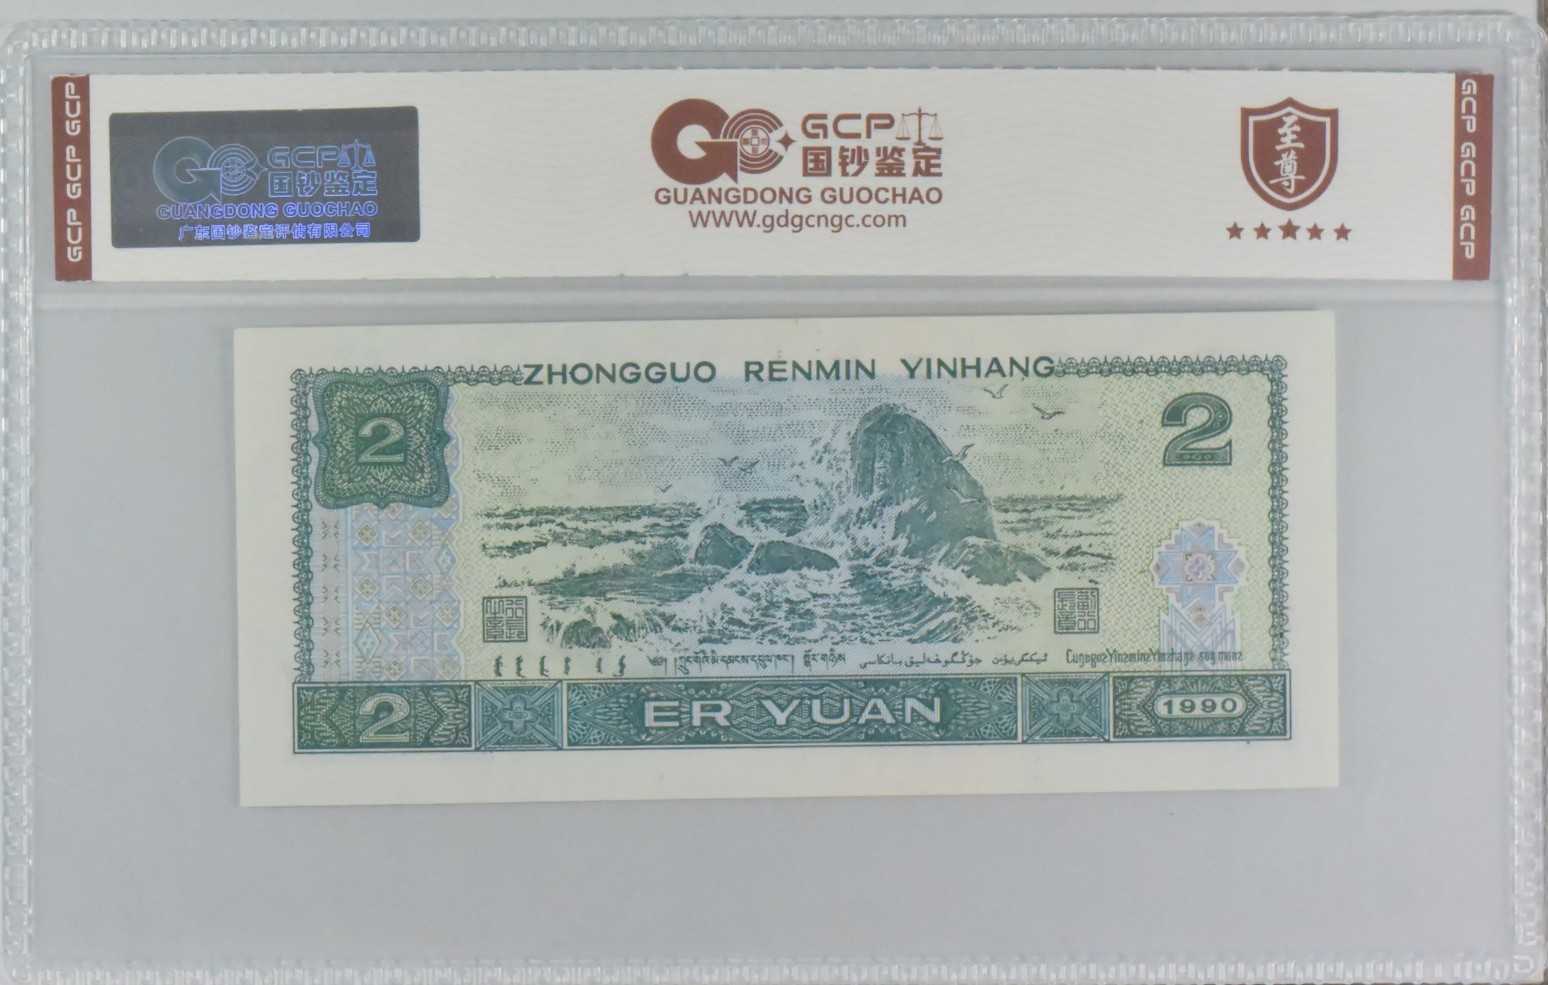 GCP GCP GCP
GCP 国钞鉴定
GUANGDONG GUOCHAO
广东国钞鉴定评估有限公司
GCP
国钞鉴定
GUANGDONG GUOCHAO
WWW.gdgcngc.com
至尊
GCP GCP GCP
ZHONGGUO RENMIN YINHANG
2
2
2
ER YUAN
1990